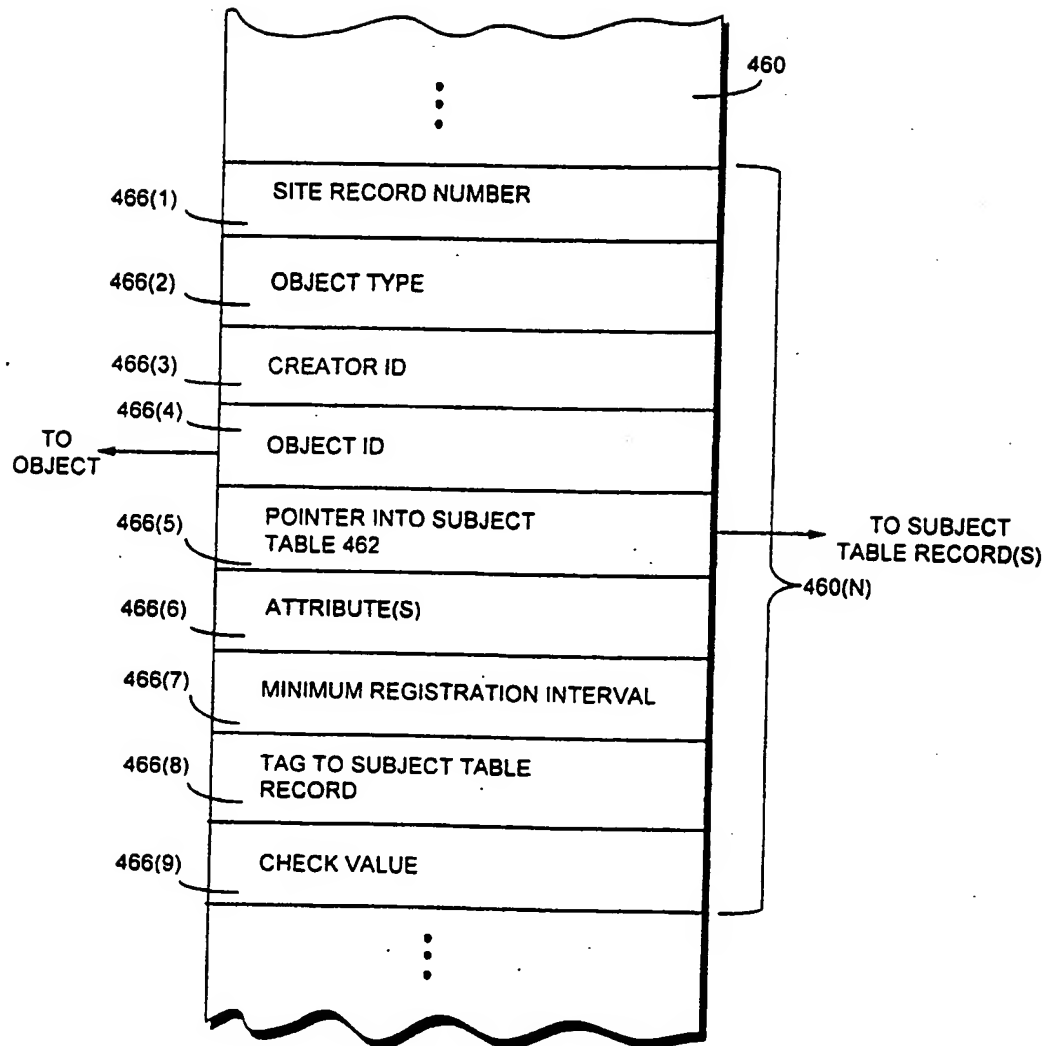 460
466(1)
SITE RECORD NUMBER
466(2)
OBJECT TYPE
466(3)
CREATOR ID
466(4)
TO
OBJECT
OBJECT ID
466(5)
POINTER INTO SUBJECT
TABLE 462
TO SUBJECT
TABLE RECORD(S)
460(N)
466(6)
ATTRIBUTE(S)
466(7)
MINIMUM REGISTRATION INTERVAL
466(8)
TAG TO SUBJECT TABLE
RECORD
466(9)
CHECK VALUE